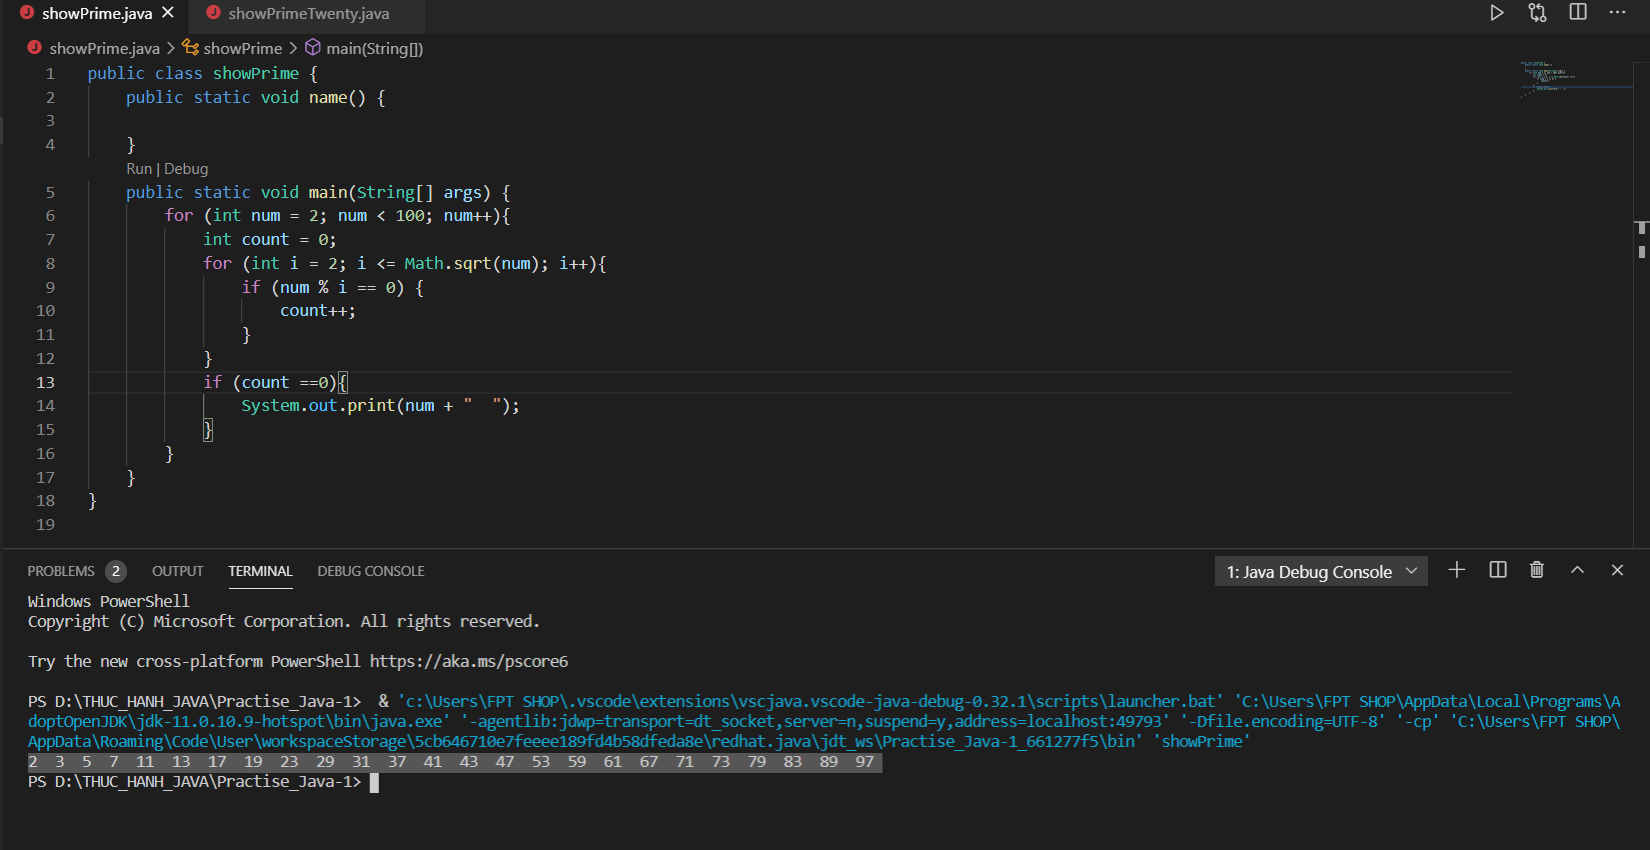 showPrime.java
showPrimeTwenty.java
showPrime.java > showPrime > main(String[])
1 public class showPrime {
2 public static void name() {
3
4 }
Run | Debug
5 public static void main(String[] args) {
6 for (int num = 2; num < 100; num++){
7 int count = 0;
8 for (int i = 2; i <= Math.sqrt(num); i++){
9 if (num % i == 0) {
10 count++;
11 }
12 }
13 if (count ==0){
14 System.out.print(num + "  ");
15 }
16 }
17 }
18 }
19
PROBLEMS 2 OUTPUT TERMINAL DEBUG CONSOLE 1: Java Debug Console
Windows PowerShell
Copyright (C) Microsoft Corporation. All rights reserved.
Try the new cross-platform PowerShell https://aka.ms/pscore6
PS D:\THUC_HANH_JAVA\Practise_Java-1>  & 'c:\Users\FPT SHOP\.vscode\extensions\vscjava.vscode-java-debug-0.32.1\scripts\launcher.bat' 'C:\Users\FPT SHOP\AppData\Local\Programs\A
doptOpenJDK\jdk-11.0.10.9-hotspot\bin\java.exe' '-agentlib:jdwp=transport=dt_socket,server=n,suspend=y,address=localhost:49793' '-Dfile.encoding=UTF-8' '-cp' 'C:\Users\FPT SHOP\
AppData\Roaming\Code\User\workspaceStorage\5cb646710e7feeee189fd4b58dfeda8e\redhat.java\jdt_ws\Practise_Java-1_661277f5\bin' 'showPrime'
2  3  5  7  11  13  17  19  23  29  31  37  41  43  47  53  59  61  67  71  73  79  83  89  97
PS D:\THUC_HANH_JAVA\Practise_Java-1>